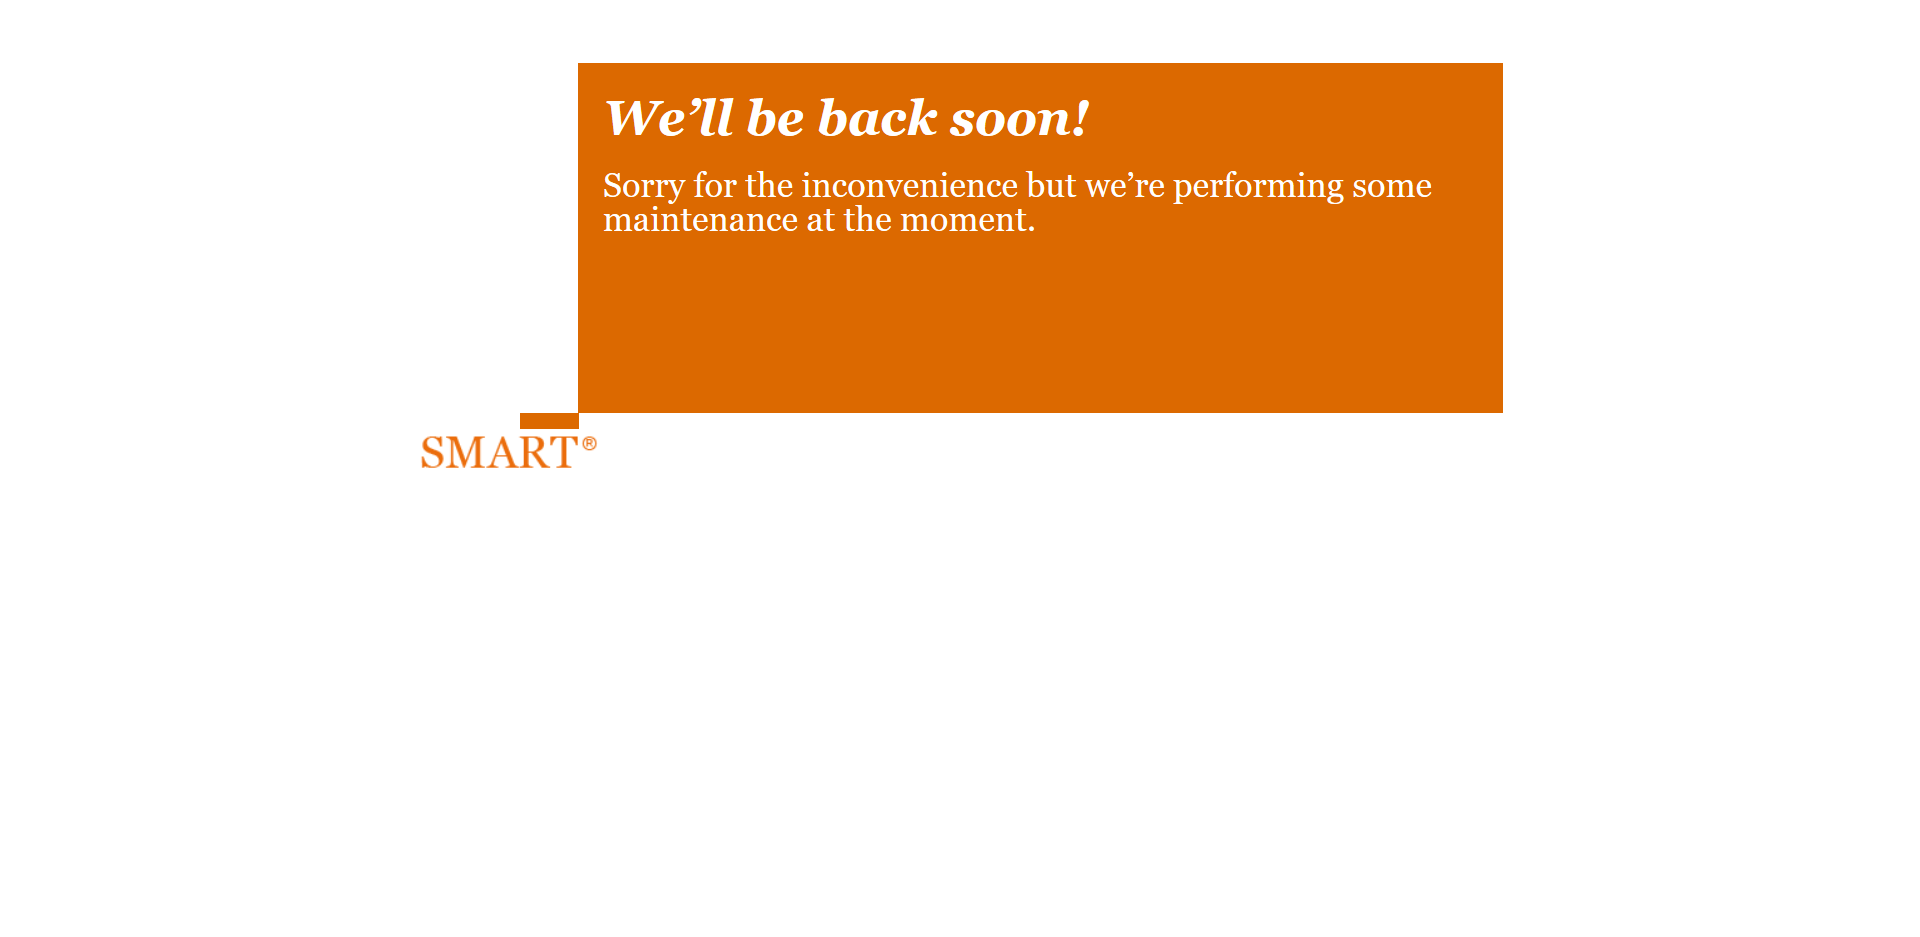 We’ll be back soon!
Sorry for the inconvenience but we’re performing some
maintenance at the moment.
SMART®